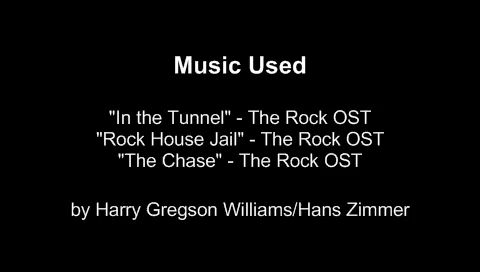 Music Used
"In the Tunnel" - The Rock OST
"Rock House Jail" - The Rock OST
"The Chase" - The Rock OST
by Harry Gregson Williams/Hans Zimmer